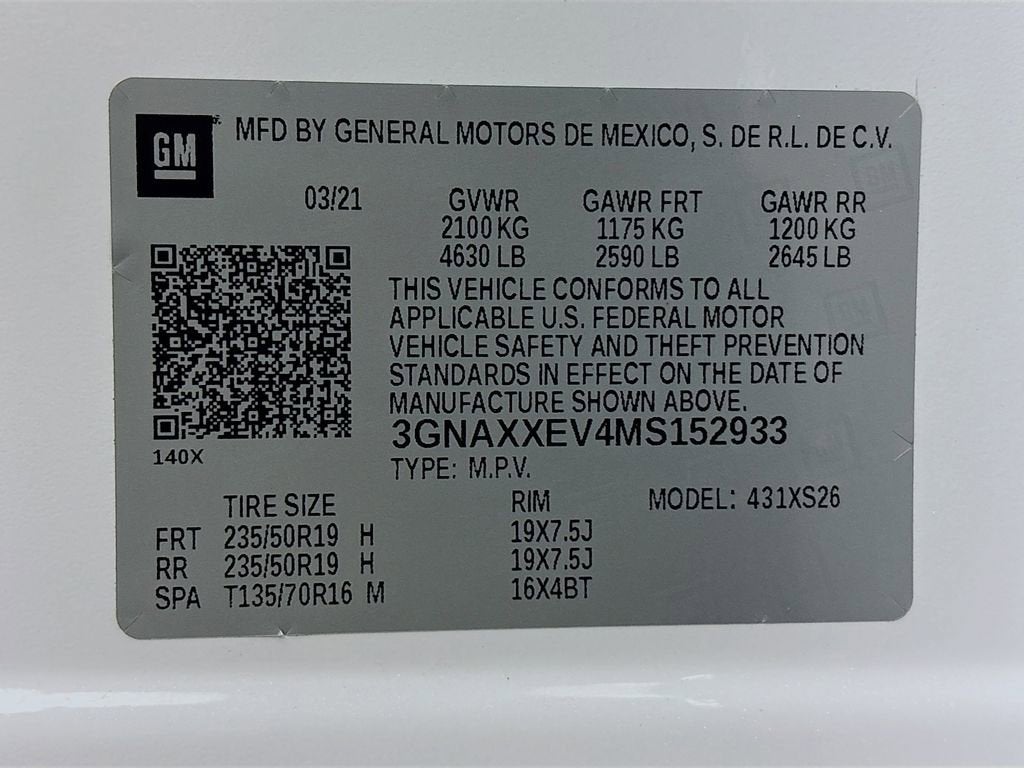 GM MFD BY GENERAL MOTORS DE MEXICO, S. DE R.L. DE C.V.
03/21 GVWR GAWR FRT GAWR RR
2100 KG 1175 KG 1200 KG
4630 LB 2590 LB 2645 LB
THIS VEHICLE CONFORMS TO ALL
APPLICABLE U.S. FEDERAL MOTOR
VEHICLE SAFETY AND THEFT PREVENTION
STANDARDS IN EFFECT ON THE DATE OF
MANUFACTURE SHOWN ABOVE.
3GNAXXEV4MS152933
140X
TYPE: M.P.V.
TIRE SIZE RIM MODEL: 431XS26
FRT 235/50R19 H 19X7.5J
RR 235/50R19 H 19X7.5J
SPA T135/70R16 M 16X4BT